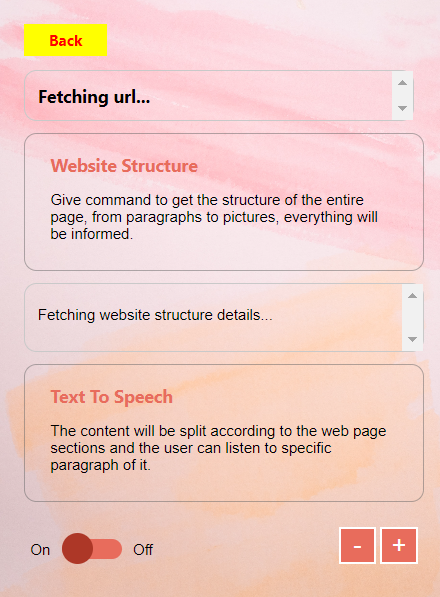 Back
Fetching url...
Website Structure
Give command to get the structure of the entire
page, from paragraphs to pictures, everything will
be informed.
Fetching website structure details...
Text To Speech
The content will be split according to the web page
sections and the user can listen to specific
paragraph of it.
On Off - +